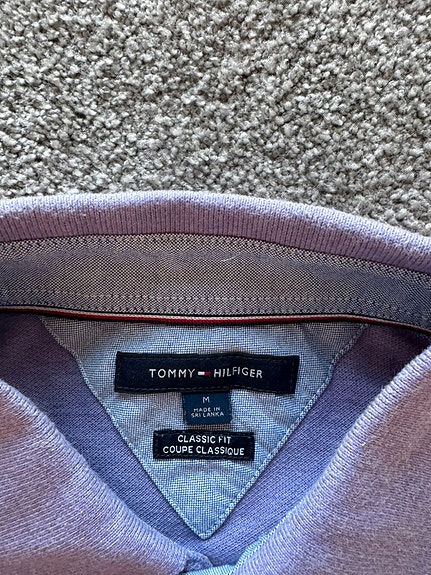 TOMMY HILFIGER
M
MADE IN
SRI LANKA
CLASSIC FIT
COUPE CLASSIQUE